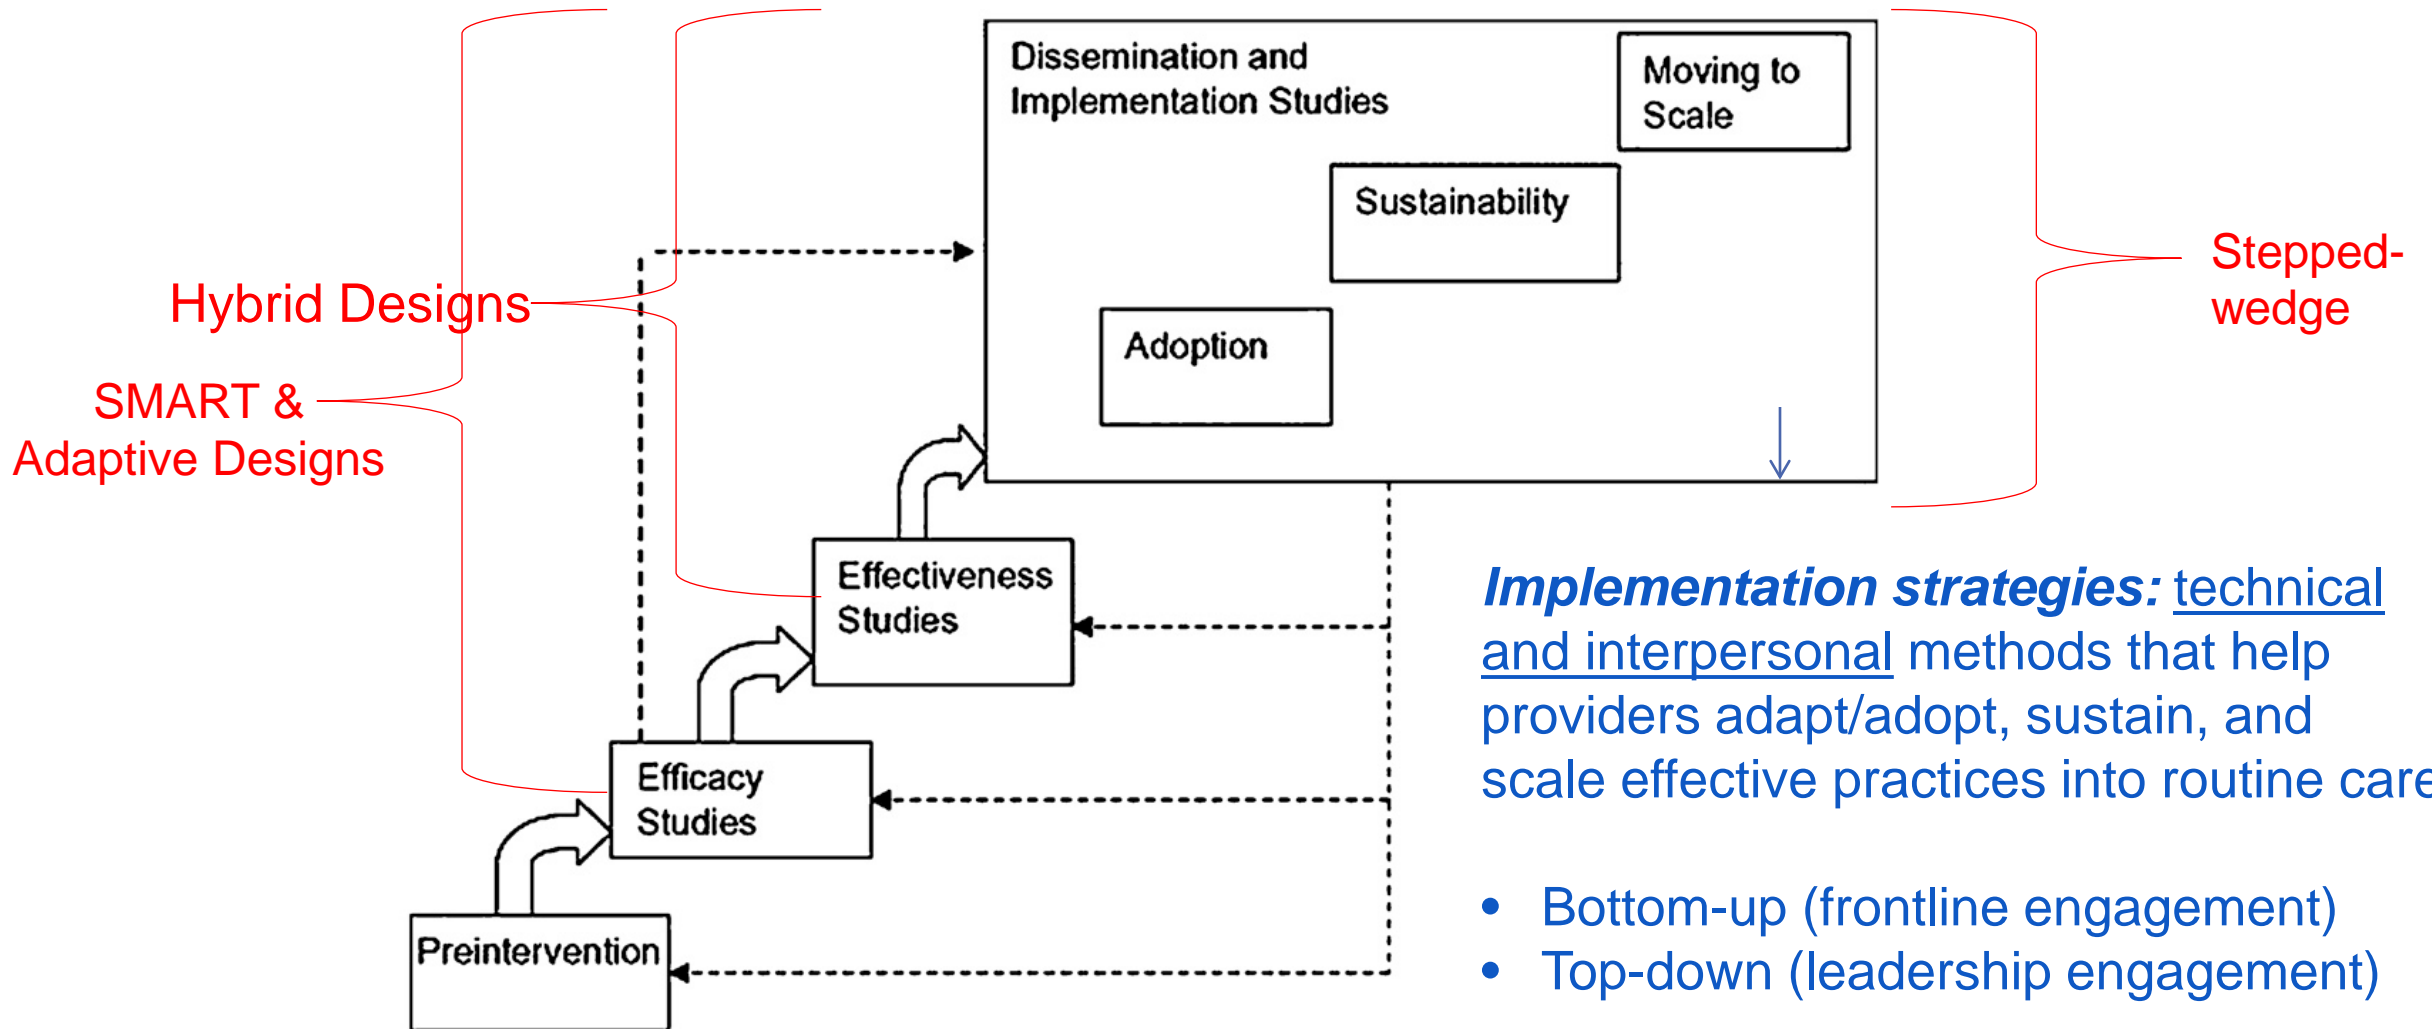 Dissemination and
Implementation Studies
Moving to
Scale
Sustainability
Adoption
Stepped-
wedge
Hybrid Designs
SMART &
Adaptive Designs
Effectiveness
Studies
Efficacy
Studies
Preintervention
Implementation strategies: technical
and interpersonal methods that help
providers adapt/adopt, sustain, and
scale effective practices into routine care
• Bottom-up (frontline engagement)
• Top-down (leadership engagement)